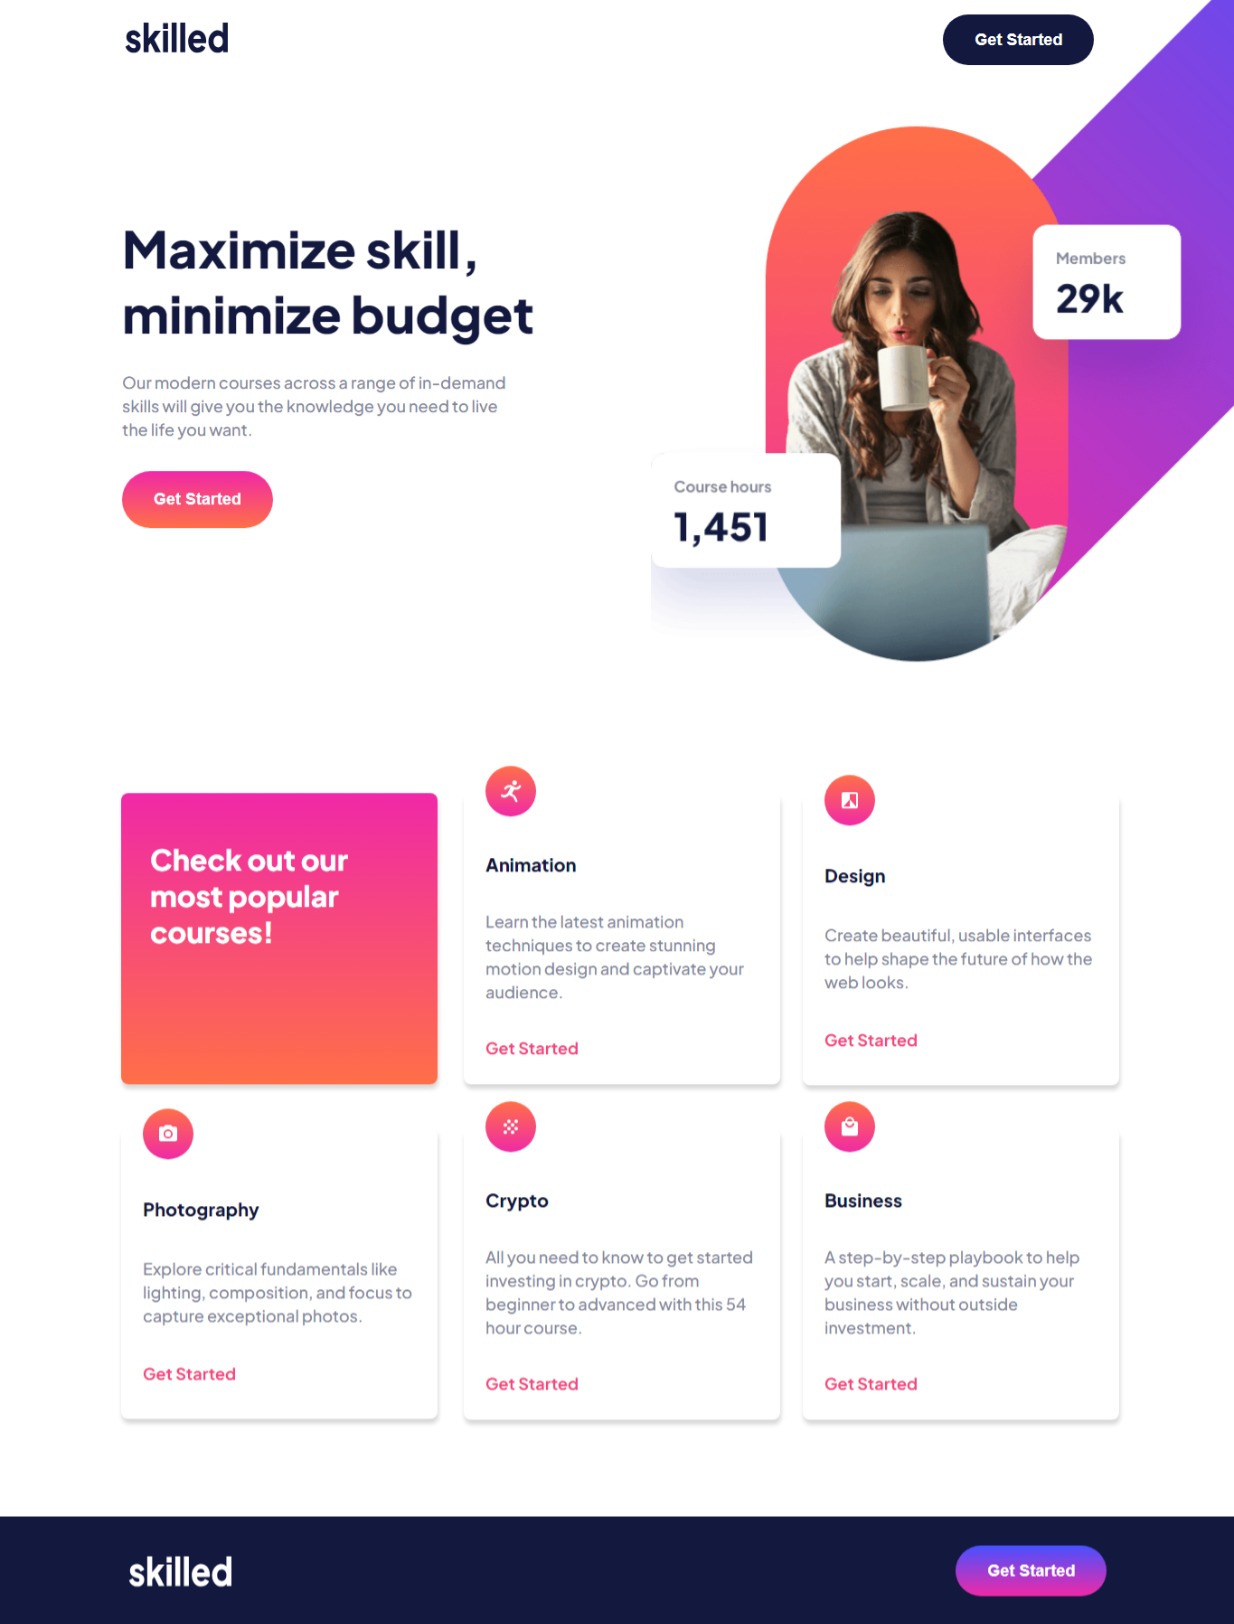 skilled
Get Started
Maximize skill,
minimize budget
Our modern courses across a range of in-demand
skills will give you the knowledge you need to live
the life you want.
Get Started
Members
29k
Course hours
1,451
Check out our
most popular
courses!
Animation
Learn the latest animation
techniques to create stunning
motion design and captivate your
audience.
Get Started
Design
Create beautiful, usable interfaces
to help shape the future of how the
web looks.
Get Started
Photography
Explore critical fundamentals like
lighting, composition, and focus to
capture exceptional photos.
Get Started
Crypto
All you need to know to get started
investing in crypto. Go from
beginner to advanced with this 54
hour course.
Get Started
Business
A step-by-step playbook to help
you start, scale, and sustain your
business without outside
investment.
Get Started
skilled
Get Started